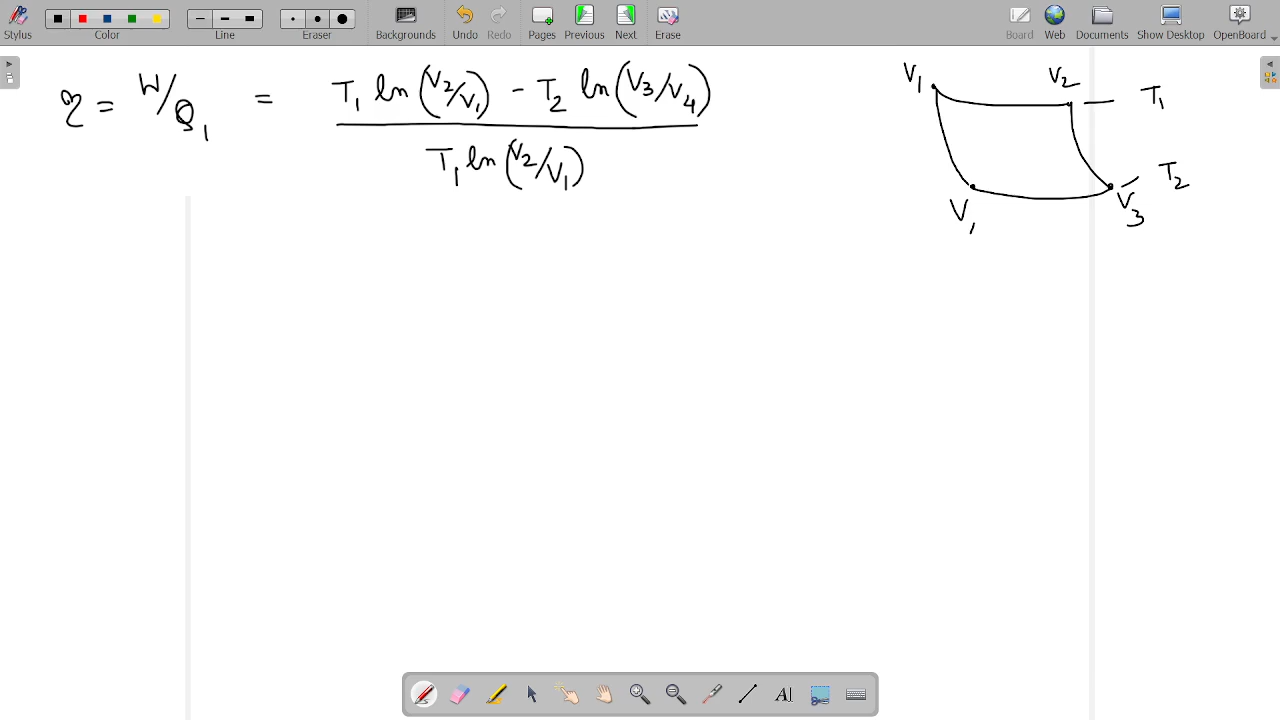 Stylus Color Line Eraser Backgrounds Undo Redo Pages Previous Next Erase Board Web Documents Show Desktop OpenBoard
η = W/Q₁ = T₁ ln(V₂/V₁) - T₂ ln(V₃/V₄)
T₁ ln(V₂/V₁)
V₁ V₂ T₁
T₂
V₁ V₃